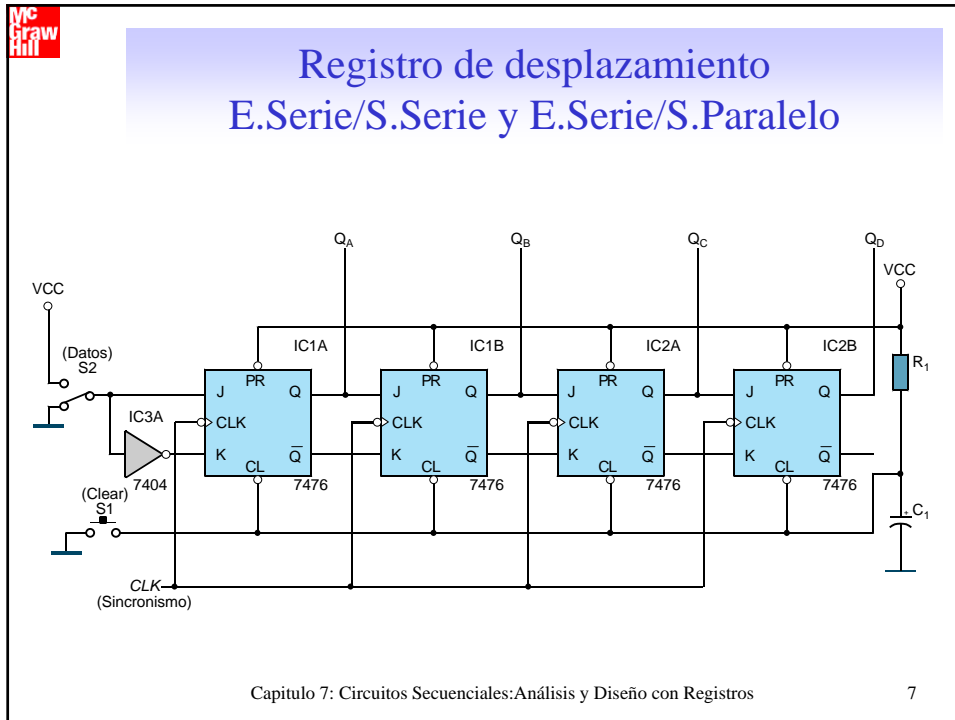 Mc
Graw
Hill
Registro de desplazamiento
E.Serie/S.Serie y E.Serie/S.Paralelo
QA QB QC QD
VCC VCC
(Datos)
S2
IC1A IC1B IC2A IC2B
R1
PR Q PR Q PR Q PR Q
J J J J
IC3A
CLK CLK CLK CLK
K Q K Q K Q K Q
CL CL CL CL
7404 7476 7476 7476 7476
(Clear)
S1
+ C1
CLK
(Sincronismo)
Capitulo 7: Circuitos Secuenciales:Análisis y Diseño con Registros 7